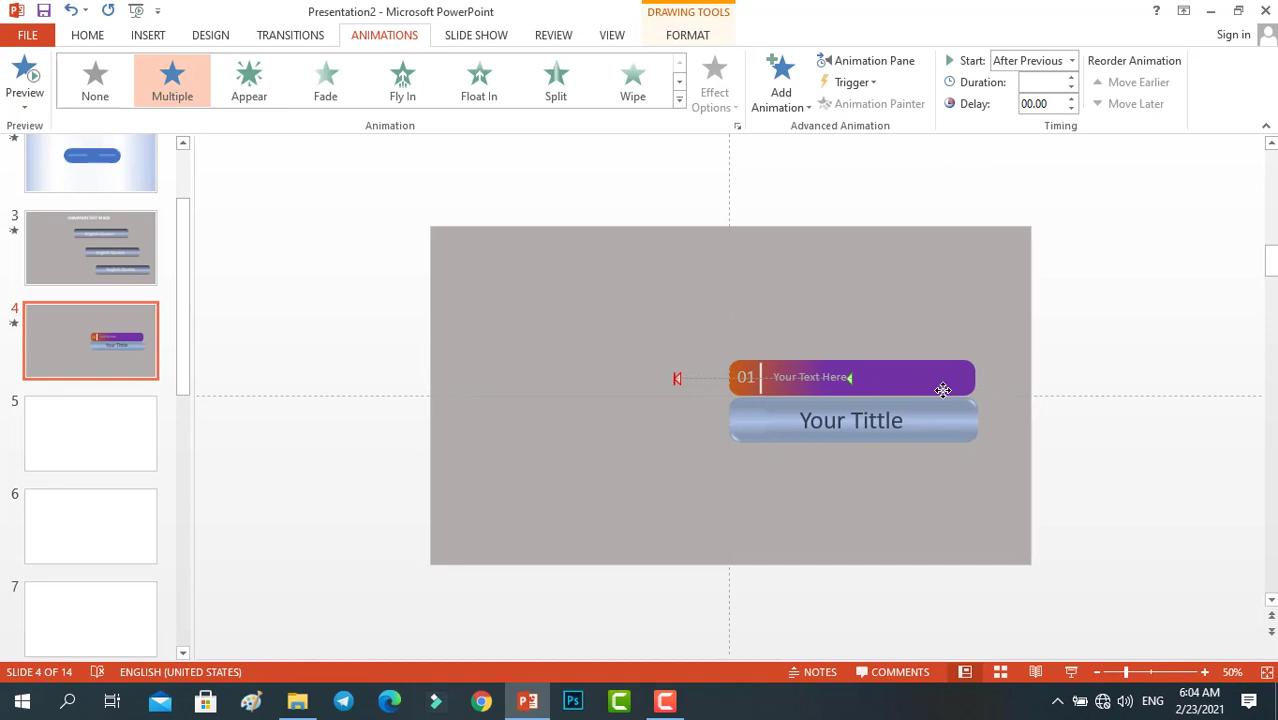 Presentation2 - Microsoft PowerPoint
DRAWING TOOLS
?
FILE
HOME
INSERT
DESIGN
TRANSITIONS
ANIMATIONS
SLIDE SHOW
REVIEW
VIEW
FORMAT
Sign in
Preview
None
Multiple
Appear
Fade
Fly In
Float In
Split
Wipe
Effect
Options
Add
Animation
Animation Pane
Trigger
Animation Painter
Start: After Previous
Duration:
Delay: 00.00
Reorder Animation
Move Earlier
Move Later
Preview
Animation
Advanced Animation
Timing
3
4
5
6
7
01
Your Text Here
Your Tittle
Your Tittle
SLIDE 4 OF 14
ENGLISH (UNITED STATES)
NOTES
COMMENTS
50%
ENG
6:04 AM
2/23/2021